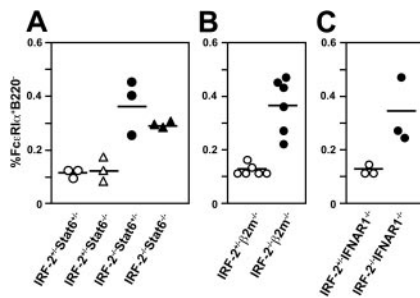 A
B
C
%FcεRIα⁺B220⁻
0.6
0.4
0.2
0
0.6
0.4
0.2
0
0.6
0.4
0.2
0
IRF-2⁺/⁻Stat6⁺/⁻
IRF-2⁺/⁻Stat6⁻/⁻
IRF-2⁻/⁻Stat6⁺/⁻
IRF-2⁻/⁻Stat6⁻/⁻
IRF-2⁺/⁻β2m⁻/⁻
IRF-2⁻/⁻β2m⁻/⁻
IRF-2⁺/⁻IFNAR1⁻/⁻
IRF-2⁻/⁻IFNAR1⁻/⁻